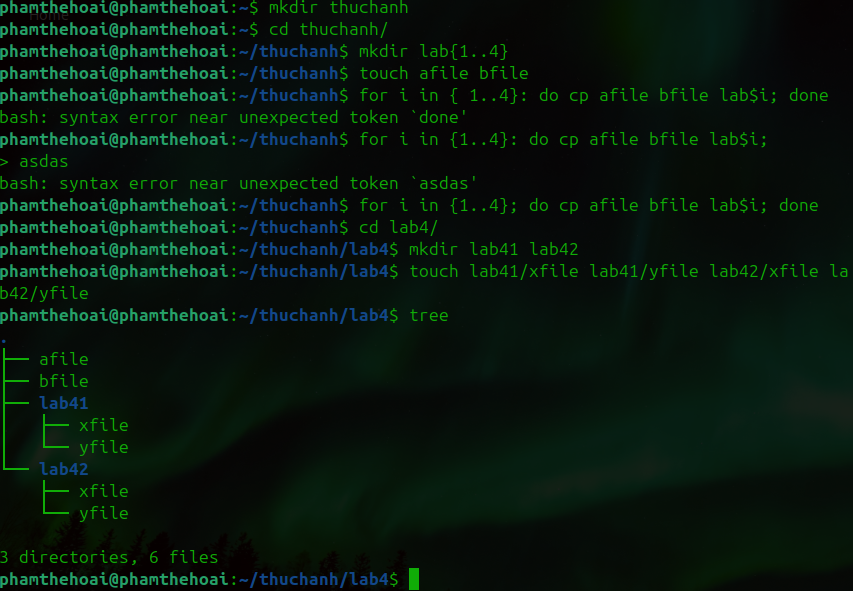 Home
phamthehoai@phamthehoai:~$ mkdir thuchanh
phamthehoai@phamthehoai:~$ cd thuchanh/
phamthehoai@phamthehoai:~/thuchanh$ mkdir lab{1..4}
phamthehoai@phamthehoai:~/thuchanh$ touch afile bfile
phamthehoai@phamthehoai:~/thuchanh$ for i in { 1..4}: do cp afile bfile lab$i; done
bash: syntax error near unexpected token `done'
phamthehoai@phamthehoai:~/thuchanh$ for i in {1..4}: do cp afile bfile lab$i;
> asdas
bash: syntax error near unexpected token `asdas'
phamthehoai@phamthehoai:~/thuchanh$ for i in {1..4}; do cp afile bfile lab$i; done
phamthehoai@phamthehoai:~/thuchanh$ cd lab4/
phamthehoai@phamthehoai:~/thuchanh/lab4$ mkdir lab41 lab42
phamthehoai@phamthehoai:~/thuchanh/lab4$ touch lab41/xfile lab41/yfile lab42/xfile la
b42/yfile
phamthehoai@phamthehoai:~/thuchanh/lab4$ tree
.
├── afile
├── bfile
├── lab41
│   ├── xfile
│   └── yfile
└── lab42
    ├── xfile
    └── yfile
3 directories, 6 files
phamthehoai@phamthehoai:~/thuchanh/lab4$